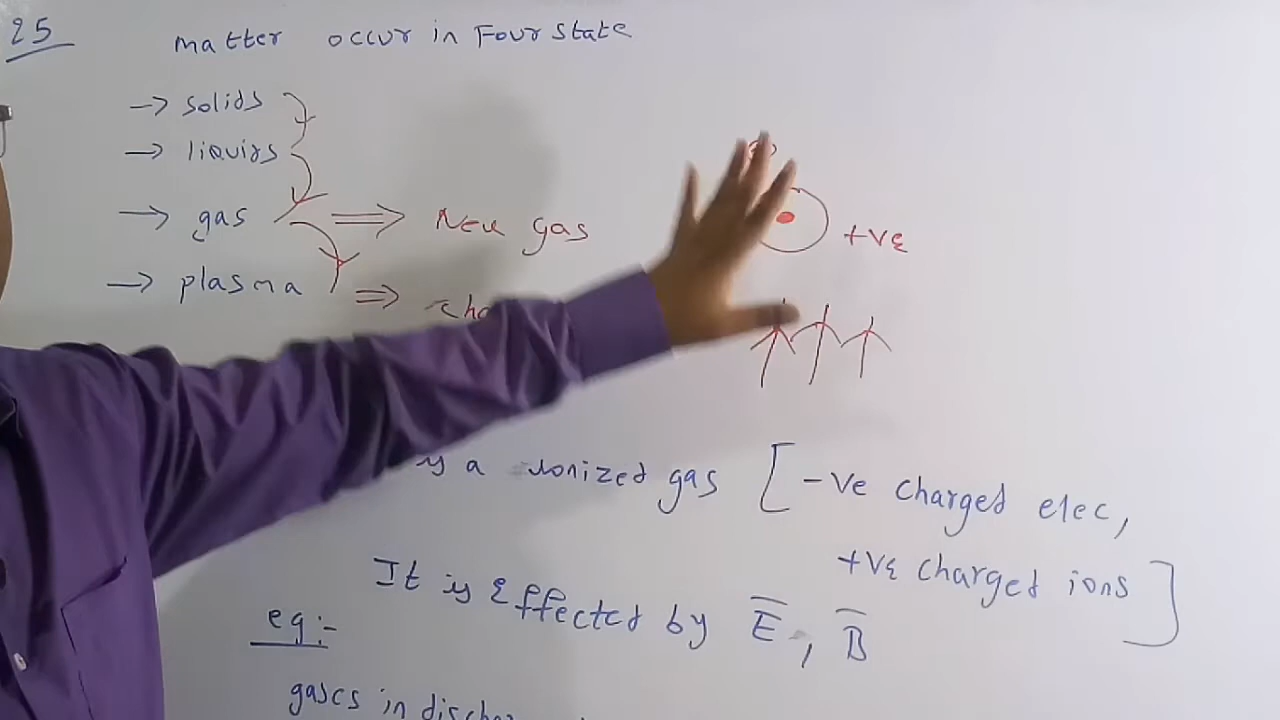 25 matter occur in Four state
→ solids
→ liquids
→ gas ⇒ gas
→ plasma ⇒
+ve
is a ionized gas [ -ve charged elec,
+ve charged ions ]
It is effected by E, B
eg:-
gases in